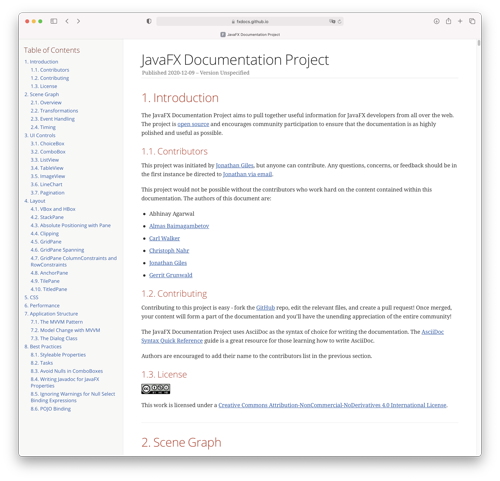 fxdocs.github.io
JavaFX Documentation Project
Table of Contents
1. Introduction
1.1. Contributors
1.2. Contributing
1.3. License
2. Scene Graph
2.1. Overview
2.2. Transformations
2.3. Event Handling
2.4. Timing
3. UI Controls
3.1. ChoiceBox
3.2. ComboBox
3.3. ListView
3.4. TableView
3.5. ImageView
3.6. LineChart
3.7. Pagination
4. Layout
4.1. VBox and HBox
4.2. StackPane
4.3. Absolute Positioning with Pane
4.4. Clipping
4.5. GridPane
4.6. GridPane Spanning
4.7. GridPane ColumnConstraints and
RowConstraints
4.8. AnchorPane
4.9. TilePane
4.10. TitledPane
5. CSS
6. Performance
7. Application Structure
7.1. The MVVM Pattern
7.2. Model Change with MVVM
7.3. The Dialog Class
8. Best Practices
8.1. Styleable Properties
8.2. Tasks
8.3. Avoid Nulls in ComboBoxes
8.4. Writing Javadoc for JavaFX
Properties
8.5. Ignoring Warnings for Null Select
Binding Expressions
8.6. POJO Binding
JavaFX Documentation Project
Published 2020-12-09 – Version Unspecified
1. Introduction
The JavaFX Documentation Project aims to pull together useful information for JavaFX developers from all over the web.
The project is open source and encourages community participation to ensure that the documentation is as highly
polished and useful as possible.
1.1. Contributors
This project was initiated by Jonathan Giles, but anyone can contribute. Any questions, concerns, or feedback should be in
the first instance be directed to Jonathan via email.
This project would not be possible without the contributors who work hard on the content contained within this
documentation. The authors of this document are:
• Abhinay Agarwal
• Almas Baimagambetov
• Carl Walker
• Christoph Nahr
• Jonathan Giles
• Gerrit Grunwald
1.2. Contributing
Contributing to this project is easy - fork the GitHub repo, edit the relevant files, and create a pull request! Once merged,
your content will form a part of the documentation and you'll have the unending appreciation of the entire community!
The JavaFX Documentation Project uses AsciiDoc as the syntax of choice for writing the documentation. The AsciiDoc
Syntax Quick Reference guide is a great resource for those learning how to write AsciiDoc.
Authors are encouraged to add their name to the contributors list in the previous section.
1.3. License
This work is licensed under a Creative Commons Attribution-NonCommercial-NoDerivatives 4.0 International License.
2. Scene Graph